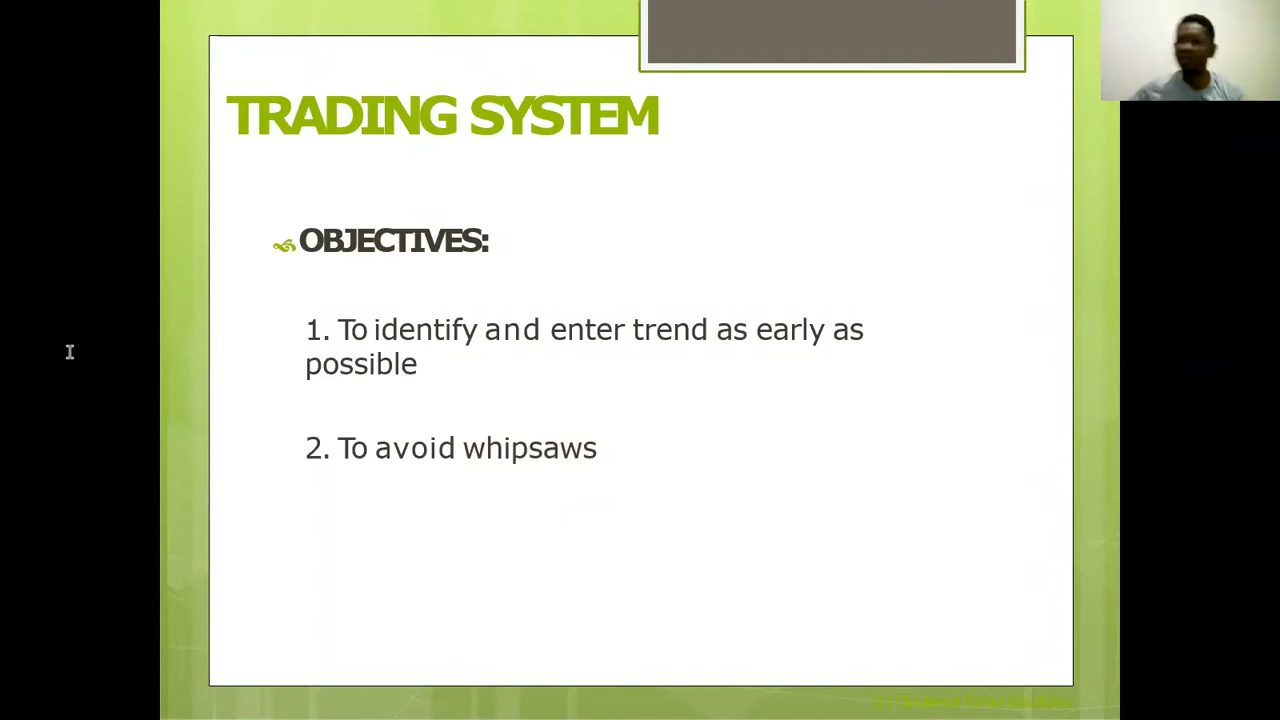 TRADING SYSTEM
OBJECTIVES:
1. To identify and enter trend as early as
possible
2. To avoid whipsaws